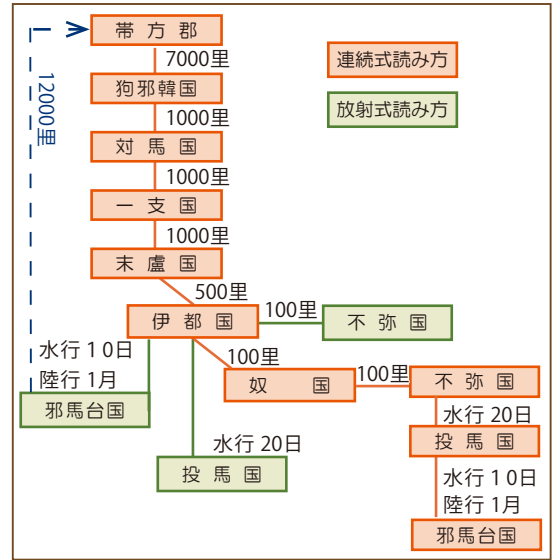 帯方郡
7000里
連続式読み方
狗邪韓国
12000里
1000里
放射式読み方
対馬国
1000里
一支国
1000里
末盧国
500里
伊都国
100里
不弥国
水行10日
陸行1月
100里
奴国
100里
不弥国
邪馬台国
水行20日
水行20日
投馬国
投馬国
水行10日
陸行1月
邪馬台国